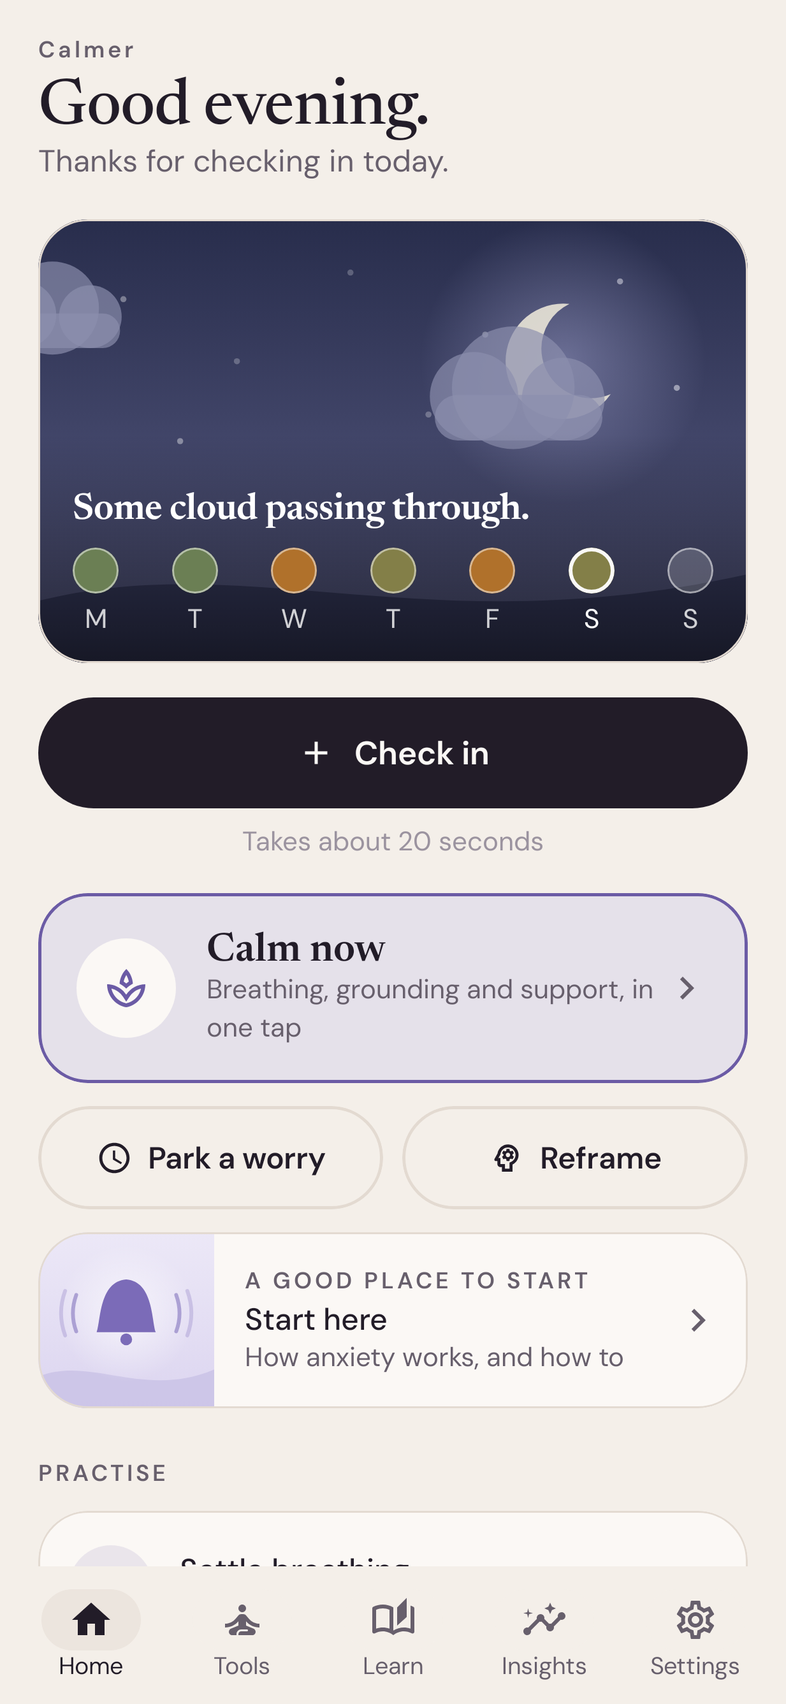 Calmer
Good evening.
Thanks for checking in today.
Some cloud passing through.
M T W T F S S
Check in
Takes about 20 seconds
Calm now
Breathing, grounding and support, in
one tap
Park a worry
Reframe
A GOOD PLACE TO START
Start here
How anxiety works, and how to
PRACTISE
Settle breathing
Home Tools Learn Insights Settings